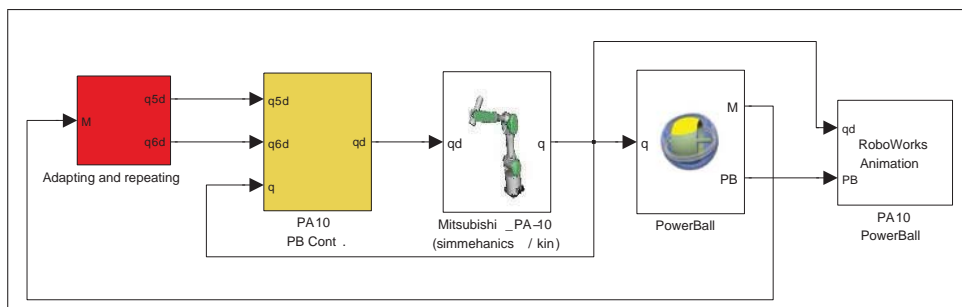 M
q5d
q6d
Adapting and repeating
q5d
q6d
q
qd
PA10
PB Cont .
qd
q
Mitsubishi _PA-10
(simmehanics / kin)
q
M
PB
PowerBall
qd
PB
RoboWorks
Animation
PA10
PowerBall